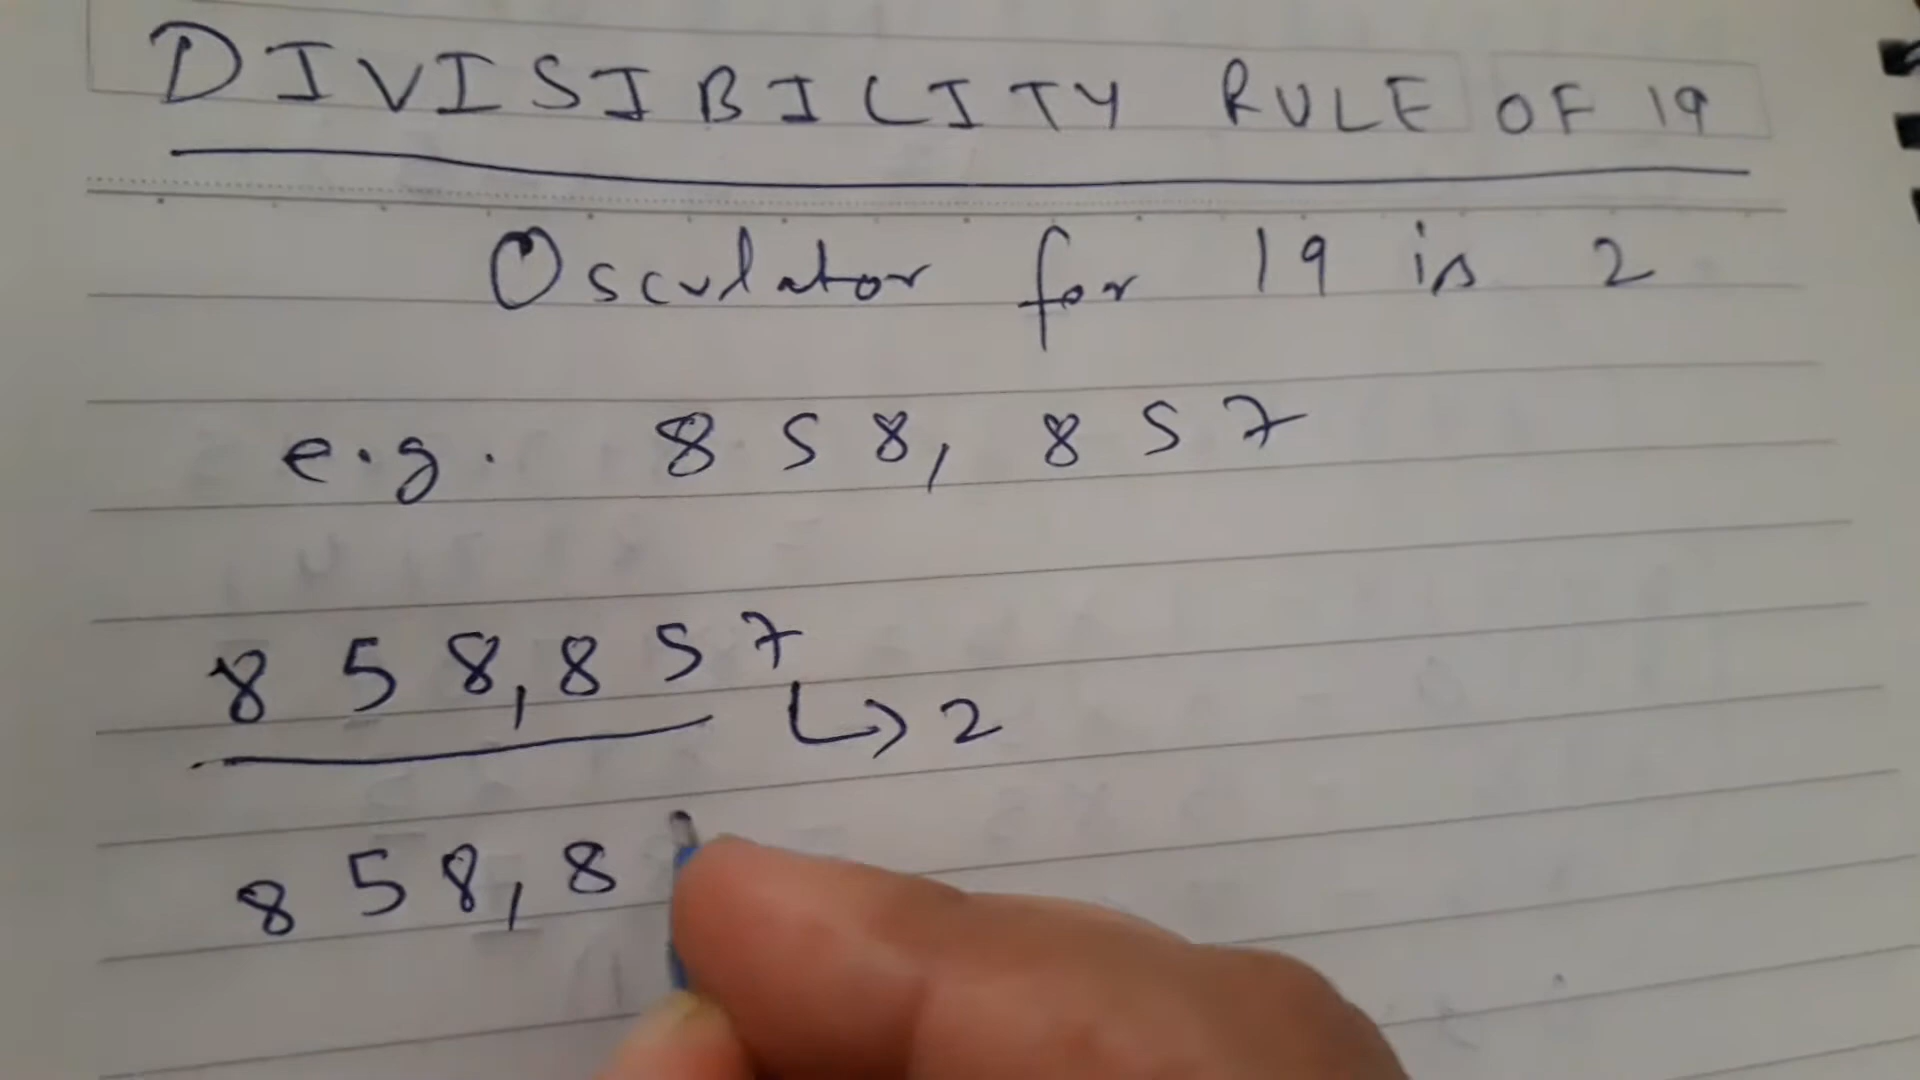 DIVISIBILITY RULE OF 19
Osculator for 19 is 2
e.g. 858, 857
858,857
↳ 2
858,8